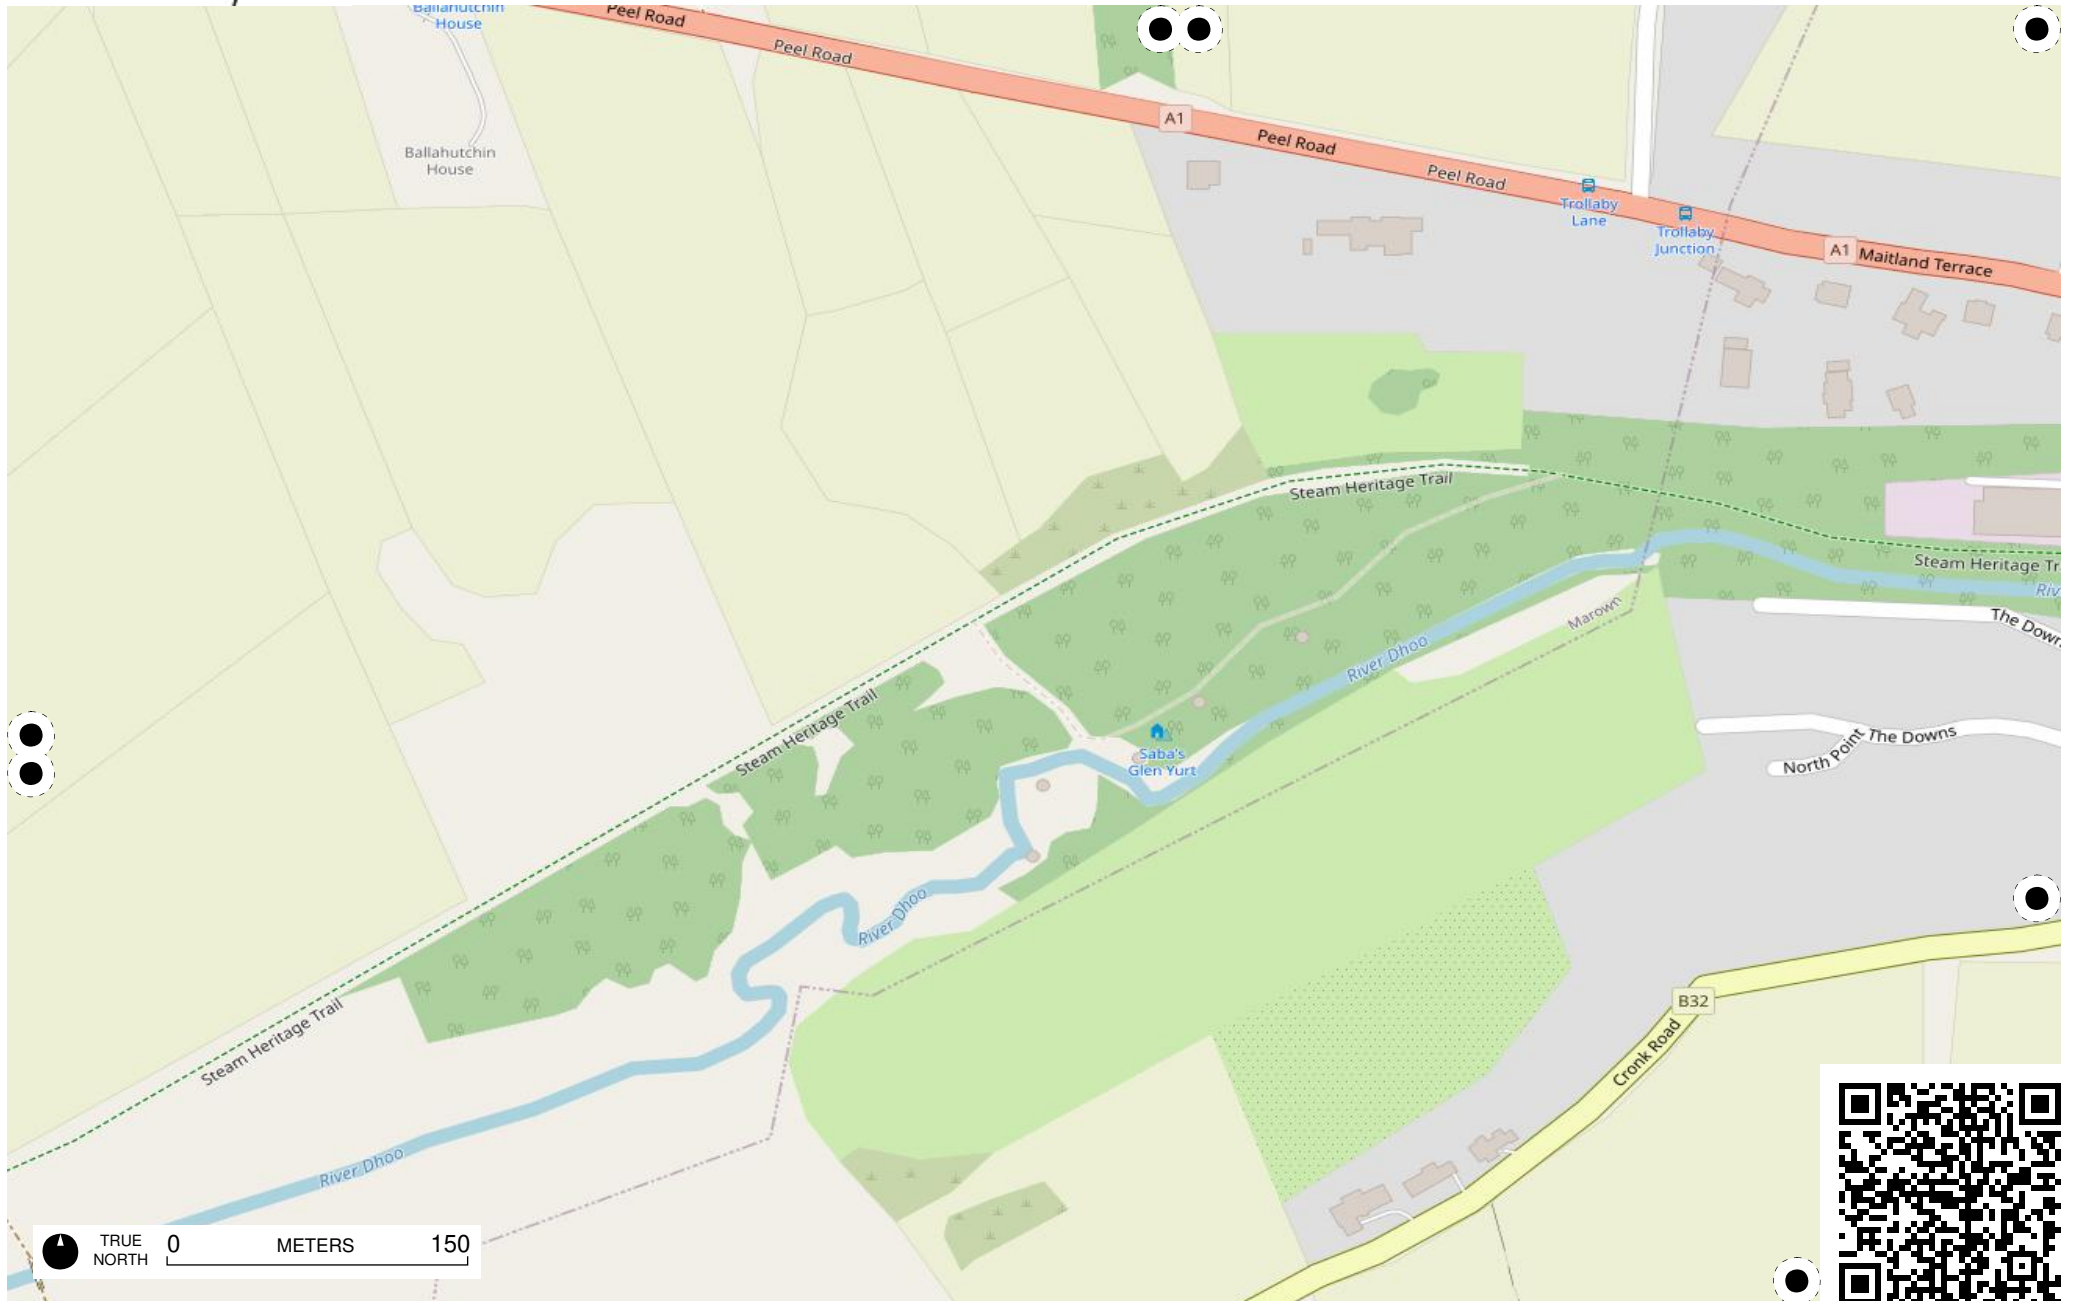 Ballahutchin
House
Peel Road
Peel Road
A1
Peel Road
Peel Road
Ballahutchin
House
Trollaby
Lane
Trollaby
Junction
A1
Maitland Terrace
Steam Heritage Trail
Steam Heritage Tr
Riv
Marown
The Down
River Dhoo
Steam Heritage Trail
Saba's
Glen Yurt
The Downs
North Point
River Dhoo
Steam Heritage Trail
B32
Cronk Road
River Dhoo
TRUE
NORTH
0
METERS
150